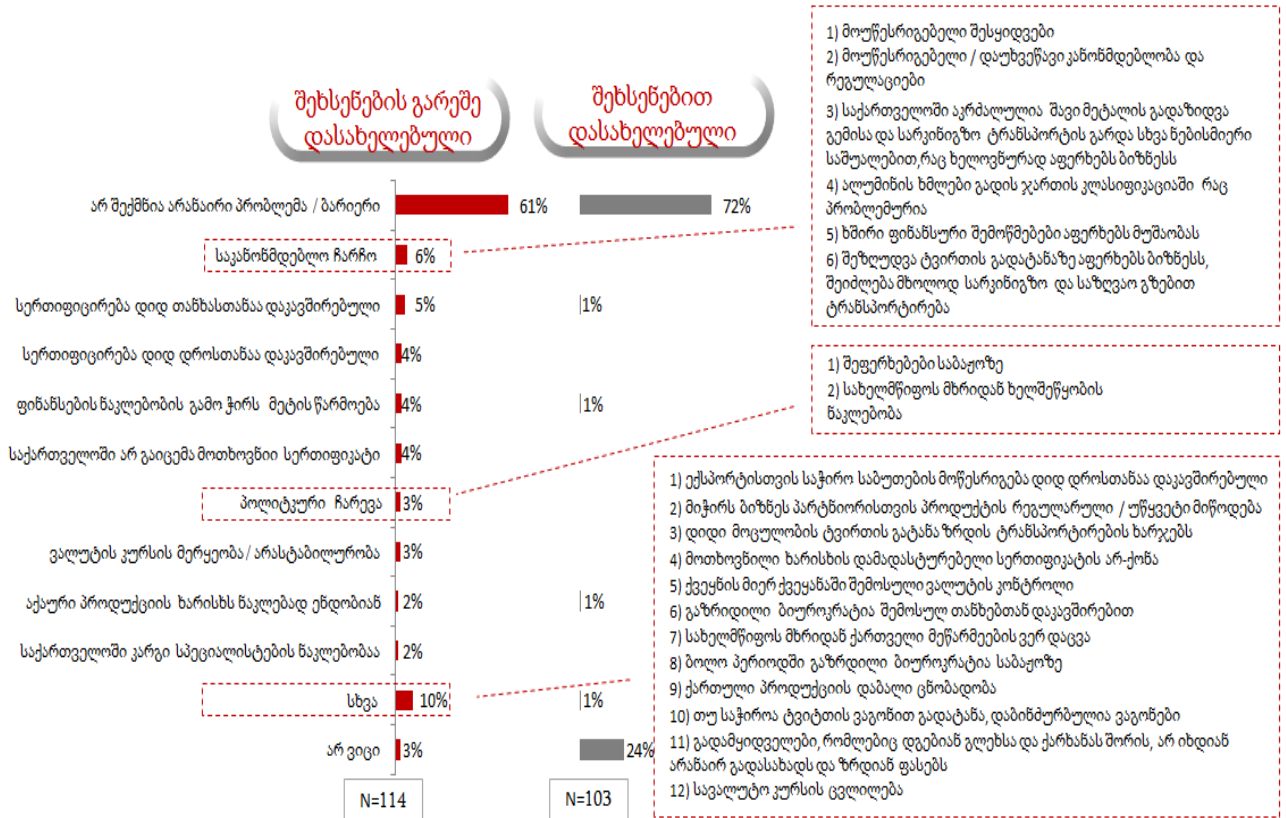 შეხსენების გარეშე
დასახელებული
შეხსენებით
დასახელებული
არ შექმნია არანაირი პრობლემა / ბარიერი 61% 72%
საკანონმდებლო ჩარჩო 6%
სერთიფიცირება დიდ თანხასთანაა დაკავშირებული 5% 1%
სერთიფიცირება დიდ დროსთანაა დაკავშირებული 4%
ფინანსების ნაკლებობის გამო ჭირს მეტის წარმოება 4% 1%
საქართველოში არ გაიცემა მოთხოვნიი სერთიფიკატი 4%
პოლიტკური ჩარევა 3%
ვალუტის კურსის მერყეობა / არასტაბილურობა 3%
აქაური პროდუქციის ხარისხს ნაკლებად ენდობიან 2% 1%
საქართველოში კარგი სპეციალისტების ნაკლებობაა 2%
სხვა 10% 1%
არ ვიცი 3% 24%
N=114 N=103
1) მოუწესრიგებელი შესყიდვები
2) მოუწესრიგებელი / დაუხვეწავი კანონმდებლობა და
რეგულაციები
3) საქართველოში აკრძალულია შავი მეტალის გადაზიდვა
გემისა და სარკინიგზო ტრანსპორტის გარდა სხვა ნებისმიერი
საშუალებით,რაც ხელოვნურად აფერხებს ბიზნესს
4) ალუმინის ხმლები გადის ჯართის კლასიფიკაციაში რაც
პრობლემურია
5) ხშირი ფინანსური შემოწმებები აფერხებს მუშაობას
6) შეზღუდვა ტვირთის გადატანაზე აფერხებს ბიზნესს,
შეიძლება მხოლოდ სარკინიგზო და საზღვაო გზებით
ტრანსპორტირება
1) შეფერხებები საბაჟოზე
2) სახელმწიფოს მხრიდან ხელშეწყობის
ნაკლებობა
1) ექსპორტისთვის საჭირო საბუთების მოწესრიგება დიდ დროსთანაა დაკავშირებული
2) მიჭირს ბიზნეს პარტნიორისთვის პროდუქტის რეგულარული / უწყვეტი მიწოდება
3) დიდი მოცულობის ტვირთის გატანა ზრდის ტრანსპორტირების ხარჯებს
4) მოთხოვნილი ხარისხის დამადასტურებელი სერთიფიკატის არ-ქონა
5) ქვეყნის მიერ ქვეყანაში შემოსული ვალუტის კონტროლი
6) გაზრიდილი ბიუროკრატია შემოსულ თანხებთან დაკავშირებით
7) სახელმწიფოს მხრიდან ქართველი მეწარმეების ვერ დაცვა
8) ბოლო პერიოდში გაზრდილი ბიუროკრატია საბაჟოზე
9) ქართული პროდუქციის დაბალი ცნობადობა
10) თუ საჭიროა ტვიტთის ვაგონით გადატანა, დაბინძურბულია ვაგონები
11) გადამყიდველები, რომლებიც დგებიან გლეხსა და ქარხანას შორის, არ იხდიან
არანაირ გადასახადს და ზრდიან ფასებს
12) სავალუტო კურსის ცვლილება